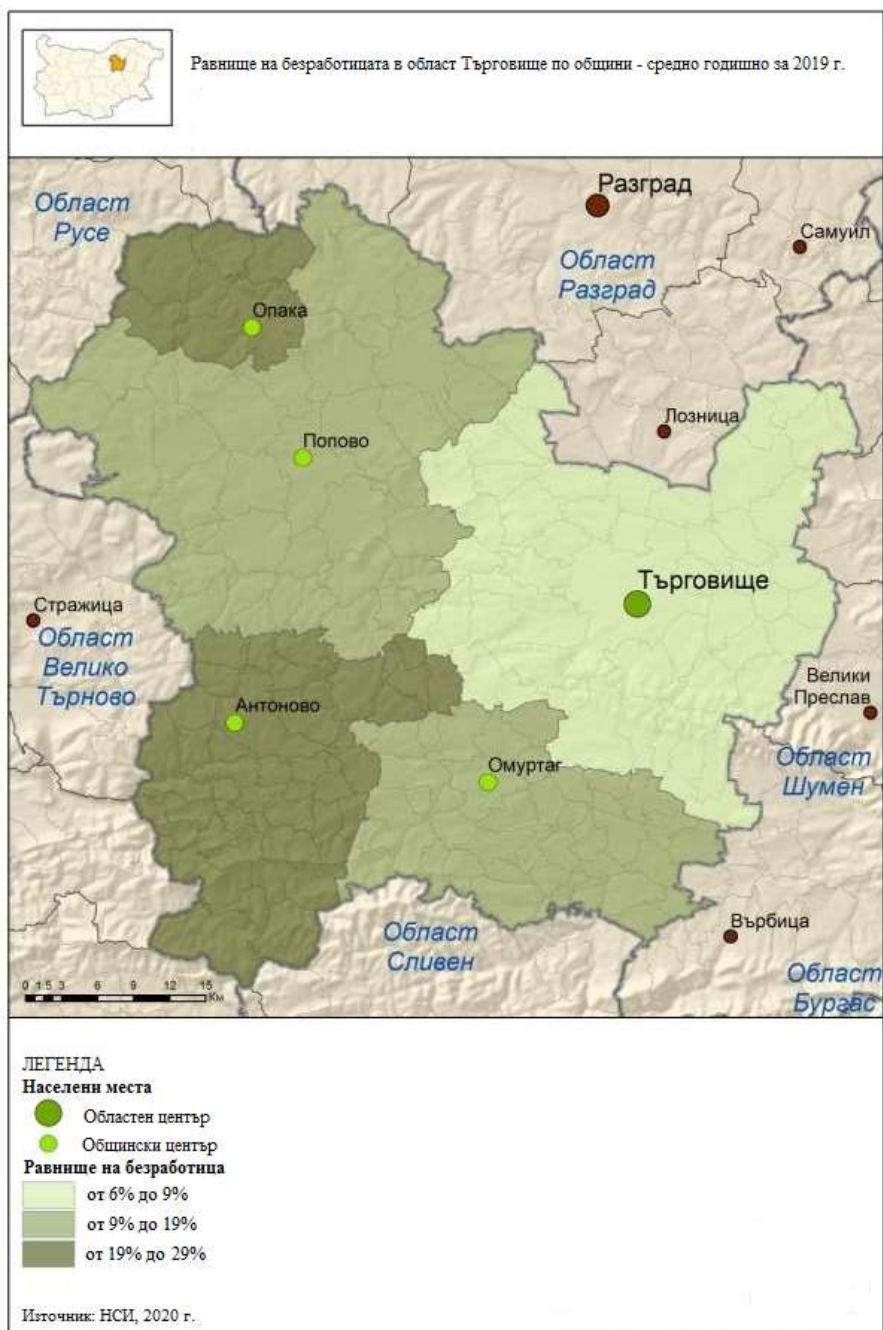 Равнище на безработицата в област Търговище по общини - средно годишно за 2019 г.
Област
Русе
Разград
Самуил
Област
Разград
Опака
Лозница
Попово
Търговище
Стражица
Област
Велико
Търново
Велики
Преслав
Антоново
Омуртаг
Област
Шумен
Област
Сливен
Върбица
Област
Бургас
0 1.5 3 6 9 12 15
Км
ЛЕГЕНДА
Населени места
Областен център
Общински център
Равнище на безработица
от 6% до 9%
от 9% до 19%
от 19% до 29%
Източник: НСИ, 2020 г.